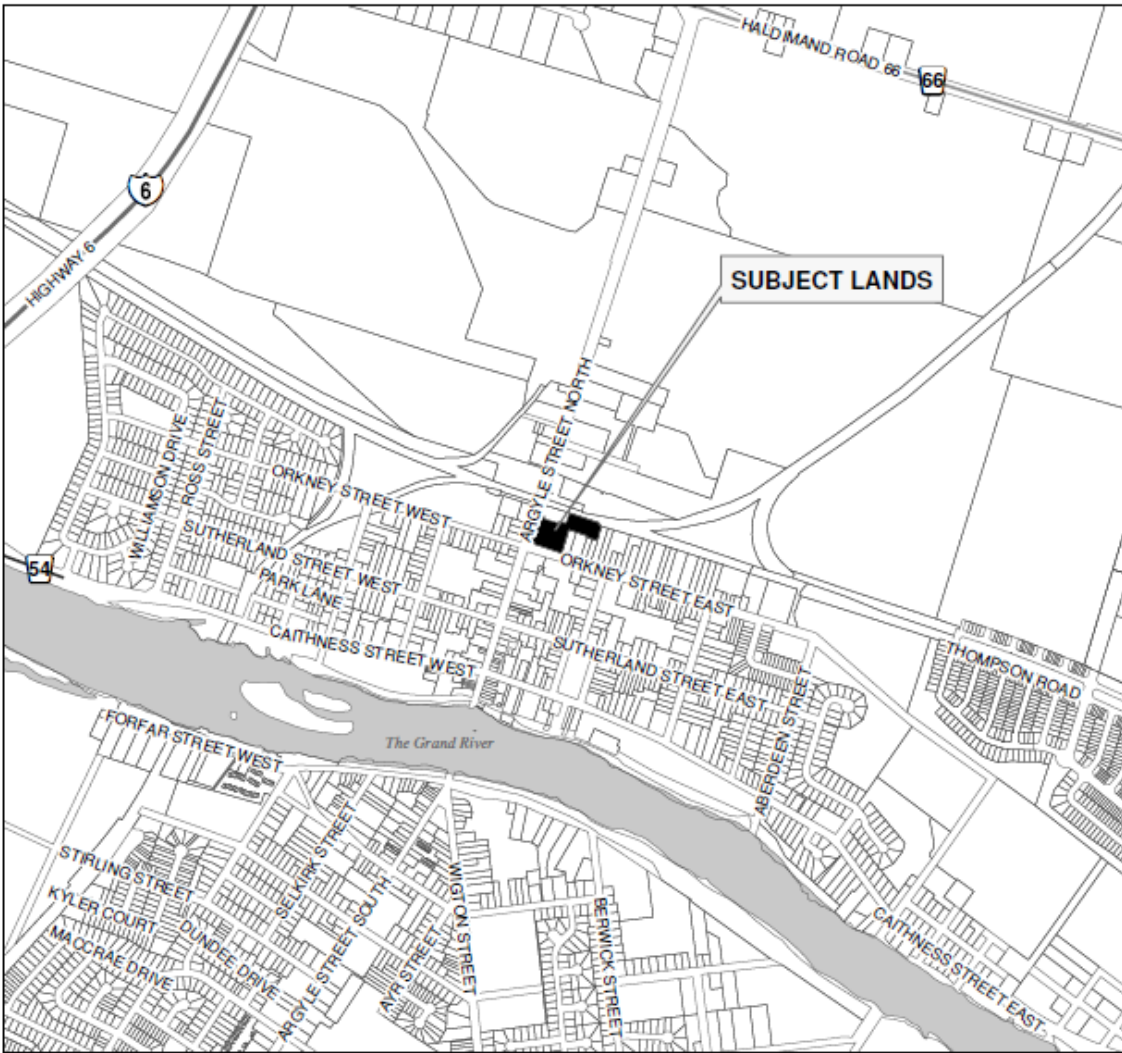 HALDIMAND ROAD 66
66
6
HIGHWAY 6
SUBJECT LANDS
ARGYLE STREET NORTH
WILLIAMSON DRIVE
ROSS STREET
ORKNEY STREET WEST
SUTHERLAND STREET WEST
PARK LANE
ORKNEY STREET EAST
54
CAITHNESS STREET WEST
SUTHERLAND STREET EAST
THOMPSON ROAD
ABERDEEN STREET
FORFAR STREET WEST
The Grand River
STIRLING STREET
KYLER COURT
MACCRAE DRIVE
DUNDEE DRIVE
SELKIRK STREET
ARGYLE STREET SOUTH
AYR STREET
WIGTON STREET
BERWICK STREET
CAITHNESS STREET EAST